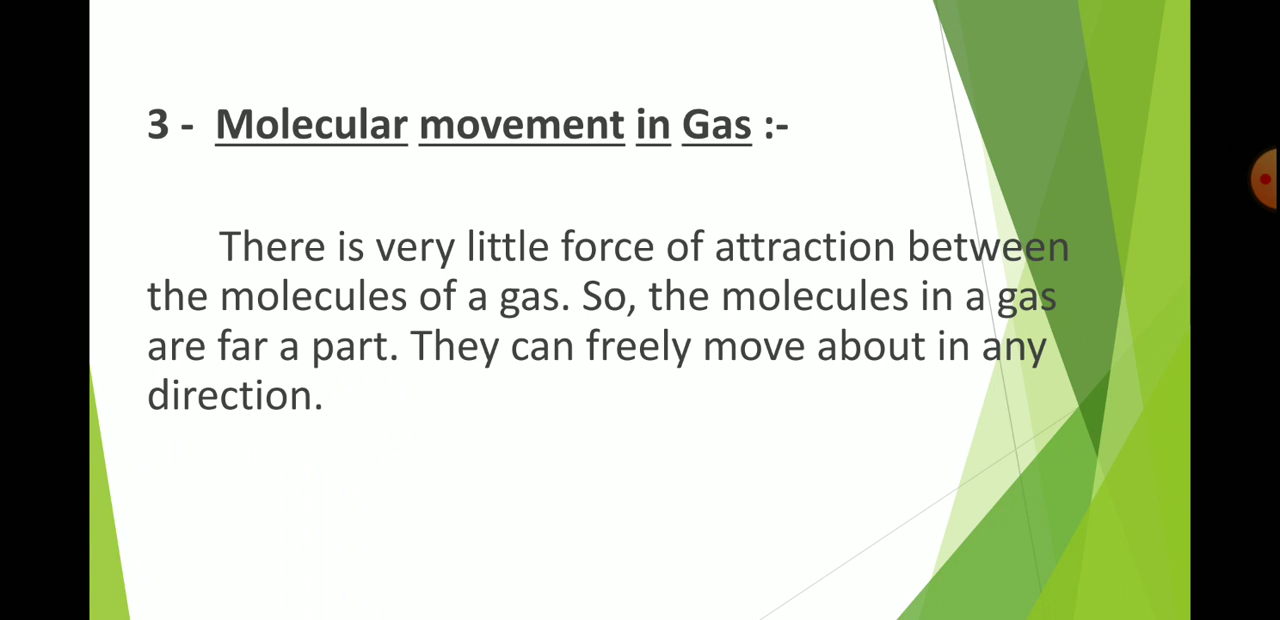 3 - Molecular movement in Gas :-
There is very little force of attraction between
the molecules of a gas. So, the molecules in a gas
are far a part. They can freely move about in any
direction.